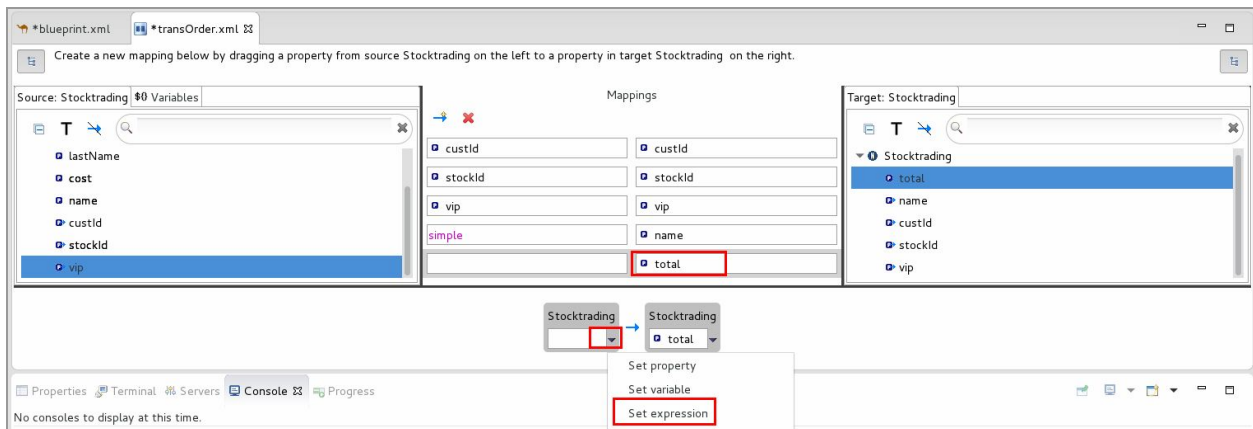 *blueprint.xml *transOrder.xml
Create a new mapping below by dragging a property from source Stocktrading on the left to a property in target Stocktrading on the right.
Source: Stocktrading $0 Variables
T
lastName
cost
name
custId
stockId
vip
Mappings
custId custId
stockId stockId
vip vip
simple name
total
Target: Stocktrading
T
Stocktrading
total
name
custId
stockId
vip
Stocktrading Stocktrading
total
Set property
Set variable
Set expression
Properties Terminal Servers Console Progress
No consoles to display at this time.